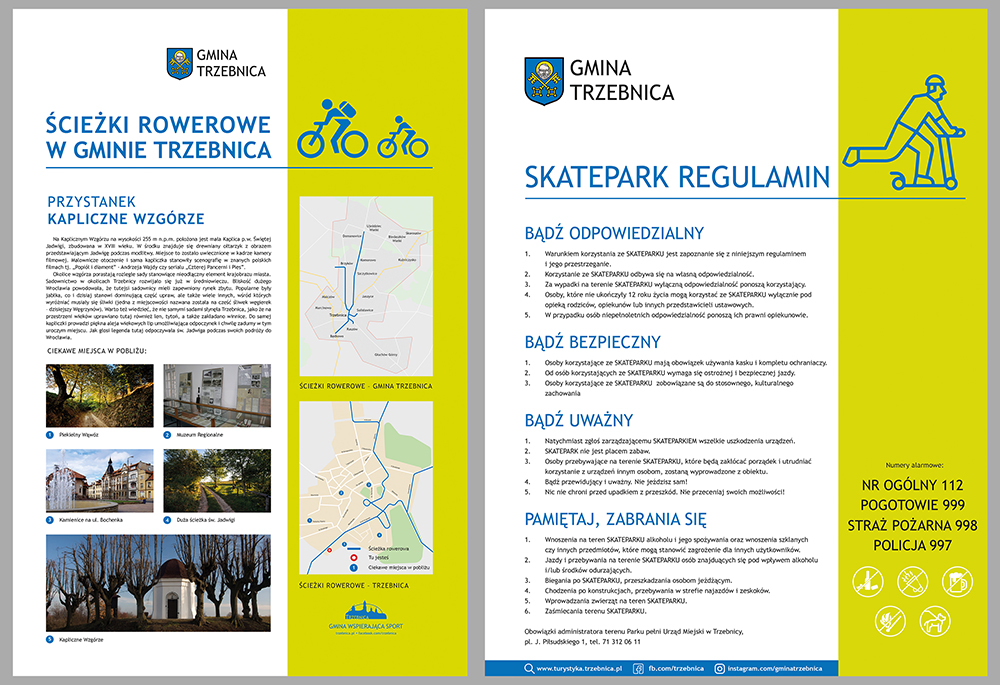 GMINA
TRZEBNICA
ŚCIEŻKI ROWEROWE
W GMINIE TRZEBNICA
PRZYSTANEK
KAPLICZNE WZGÓRZE
Na Kaplicznym Wzgórzu na wysokości 255 m n.p.m. położona jest mała Kaplica p.w. Świętej
Jadwigi, zbudowana w XVIII wieku. W środku znajduje się drewniany ołtarzyk z obrazem
przedstawiającym Jadwigę podczas modlitwy. Miejsce to zostało uwiecznione w kadrze kamery
filmowej. Malownicze otoczenie i sama kapliczka stanowiły scenografię w znanych polskich
filmach tj. „Popiół i diament" - Andrzeja Wajdy czy serialu „Czterej Pancerni i Pies".
Okolice wzgórza porastają rozległe sady stanowiące nieodłączny element krajobrazu miasta.
Sadownictwo w okolicach Trzebnicy rozwijało się już w średniowieczu. Bliskość dużego
Wrocławia powodowała, że tutejsi sadownicy mieli zapewniony rynek zbytu. Popularne były
jabłka, co i dzisiaj stanowi dominującą część upraw, ale także wiele innych, wśród których
wyróżniać musiały się śliwki (jedna z miejscowości nazwana została na cześć śliwek węgierek
- dzisiejszy Węgrzynów). Warto też wiedzieć, że nie samymi sadami słynęła Trzebnica, jako że na
przestrzeni wieków uprawiano tutaj również len, tytoń, a także zakładano winnice. Do samej
kapliczki prowadzi piękna aleja wiekowych lip umożliwiająca odpoczynek i chwilę zadumy w tym
uroczym miejscu. Jak głosi legenda tutaj odpoczywała św. Jadwiga podczas swoich podróży do
Wrocławia.
CIEKAWE MIEJSCA W POBLIŻU:
1 Piekielny Wąwóz
2 Muzeum Regionalne
3 Kamienice na ul. Bochenka
4 Duża ścieżka św. Jadwigi
5 Kapliczne Wzgórze
Trzebnica
ŚCIEŻKI ROWEROWE - GMINA TRZEBNICA
Ścieżka rowerowa
Tu jesteś
1 Ciekawe miejsca w pobliżu
ŚCIEŻKI ROWEROWE - TRZEBNICA
TRZEBNICA
GMINA WSPIERAJĄCA SPORT
trzebnica.pl • facebook.com/trzebnica
GMINA
TRZEBNICA
SKATEPARK REGULAMIN
BĄDŹ ODPOWIEDZIALNY
1. Warunkiem korzystania ze SKATEPARKU jest zapoznanie się z niniejszym regulaminem
i jego przestrzeganie.
2. Korzystanie ze SKATEPARKU odbywa się na własną odpowiedzialność.
3. Za wypadki na terenie SKATEPARKU wyłączną odpowiedzialność ponoszą korzystający.
4. Osoby, które nie ukończyły 12 roku życia mogą korzystać ze SKATEPARKU wyłącznie pod
opieką rodziców, opiekunów lub innych przedstawicieli ustawowych.
5. W przypadku osób niepełnoletnich odpowiedzialność ponoszą ich prawni opiekunowie.
BĄDŹ BEZPIECZNY
1. Osoby korzystające ze SKATEPARKU mają obowiązek używania kasku i kompletu ochraniaczy.
2. Od osób korzystających ze SKATEPARKU wymaga się ostrożnej i bezpiecznej jazdy.
3. Osoby korzystające ze SKATEPARKU zobowiązane są do stosownego, kulturalnego
zachowania
BĄDŹ UWAŻNY
1. Natychmiast zgłoś zarządzającemu SKATEPARKIEM wszelkie uszkodzenia urządzeń.
2. SKATEPARK nie jest placem zabaw.
3. Osoby przebywające na terenie SKATEPARKU, które będą zakłócać porządek i utrudniać
korzystanie z urządzeń innym osobom, zostaną wyprowadzone z obiektu.
4. Bądź przewidujący i uważny. Nie jeździsz sam!
5. Nic nie chroni przed upadkiem z przeszkód. Nie przeceniaj swoich możliwości!
PAMIĘTAJ, ZABRANIA SIĘ
1. Wnoszenia na teren SKATEPARKU alkoholu i jego spożywania oraz wnoszenia szklanych
czy innych przedmiotów, które mogą stanowić zagrożenie dla innych użytkowników.
2. Jazdy i przebywania na terenie SKATEPARKU osób znajdujących się pod wpływem alkoholu
i/lub środków odurzających.
3. Biegania po SKATEPARKU, przeszkadzania osobom jeżdżącym.
4. Chodzenia po konstrukcjach, przebywania w strefie najazdów i zeskoków.
5. Wprowadzania zwierząt na teren SKATEPARKU.
6. Zaśmiecania terenu SKATEPARKU.
Obowiązki administratora terenu Parku pełni Urząd Miejski w Trzebnicy,
pl. J. Piłsudskiego 1, tel. 71 312 06 11
Numery alarmowe:
NR OGÓLNY 112
POGOTOWIE 999
STRAŻ POŻARNA 998
POLICJA 997
www.turystyka.trzebnica.pl
fb.com/trzebnica
instagram.com/gminatrzebnica